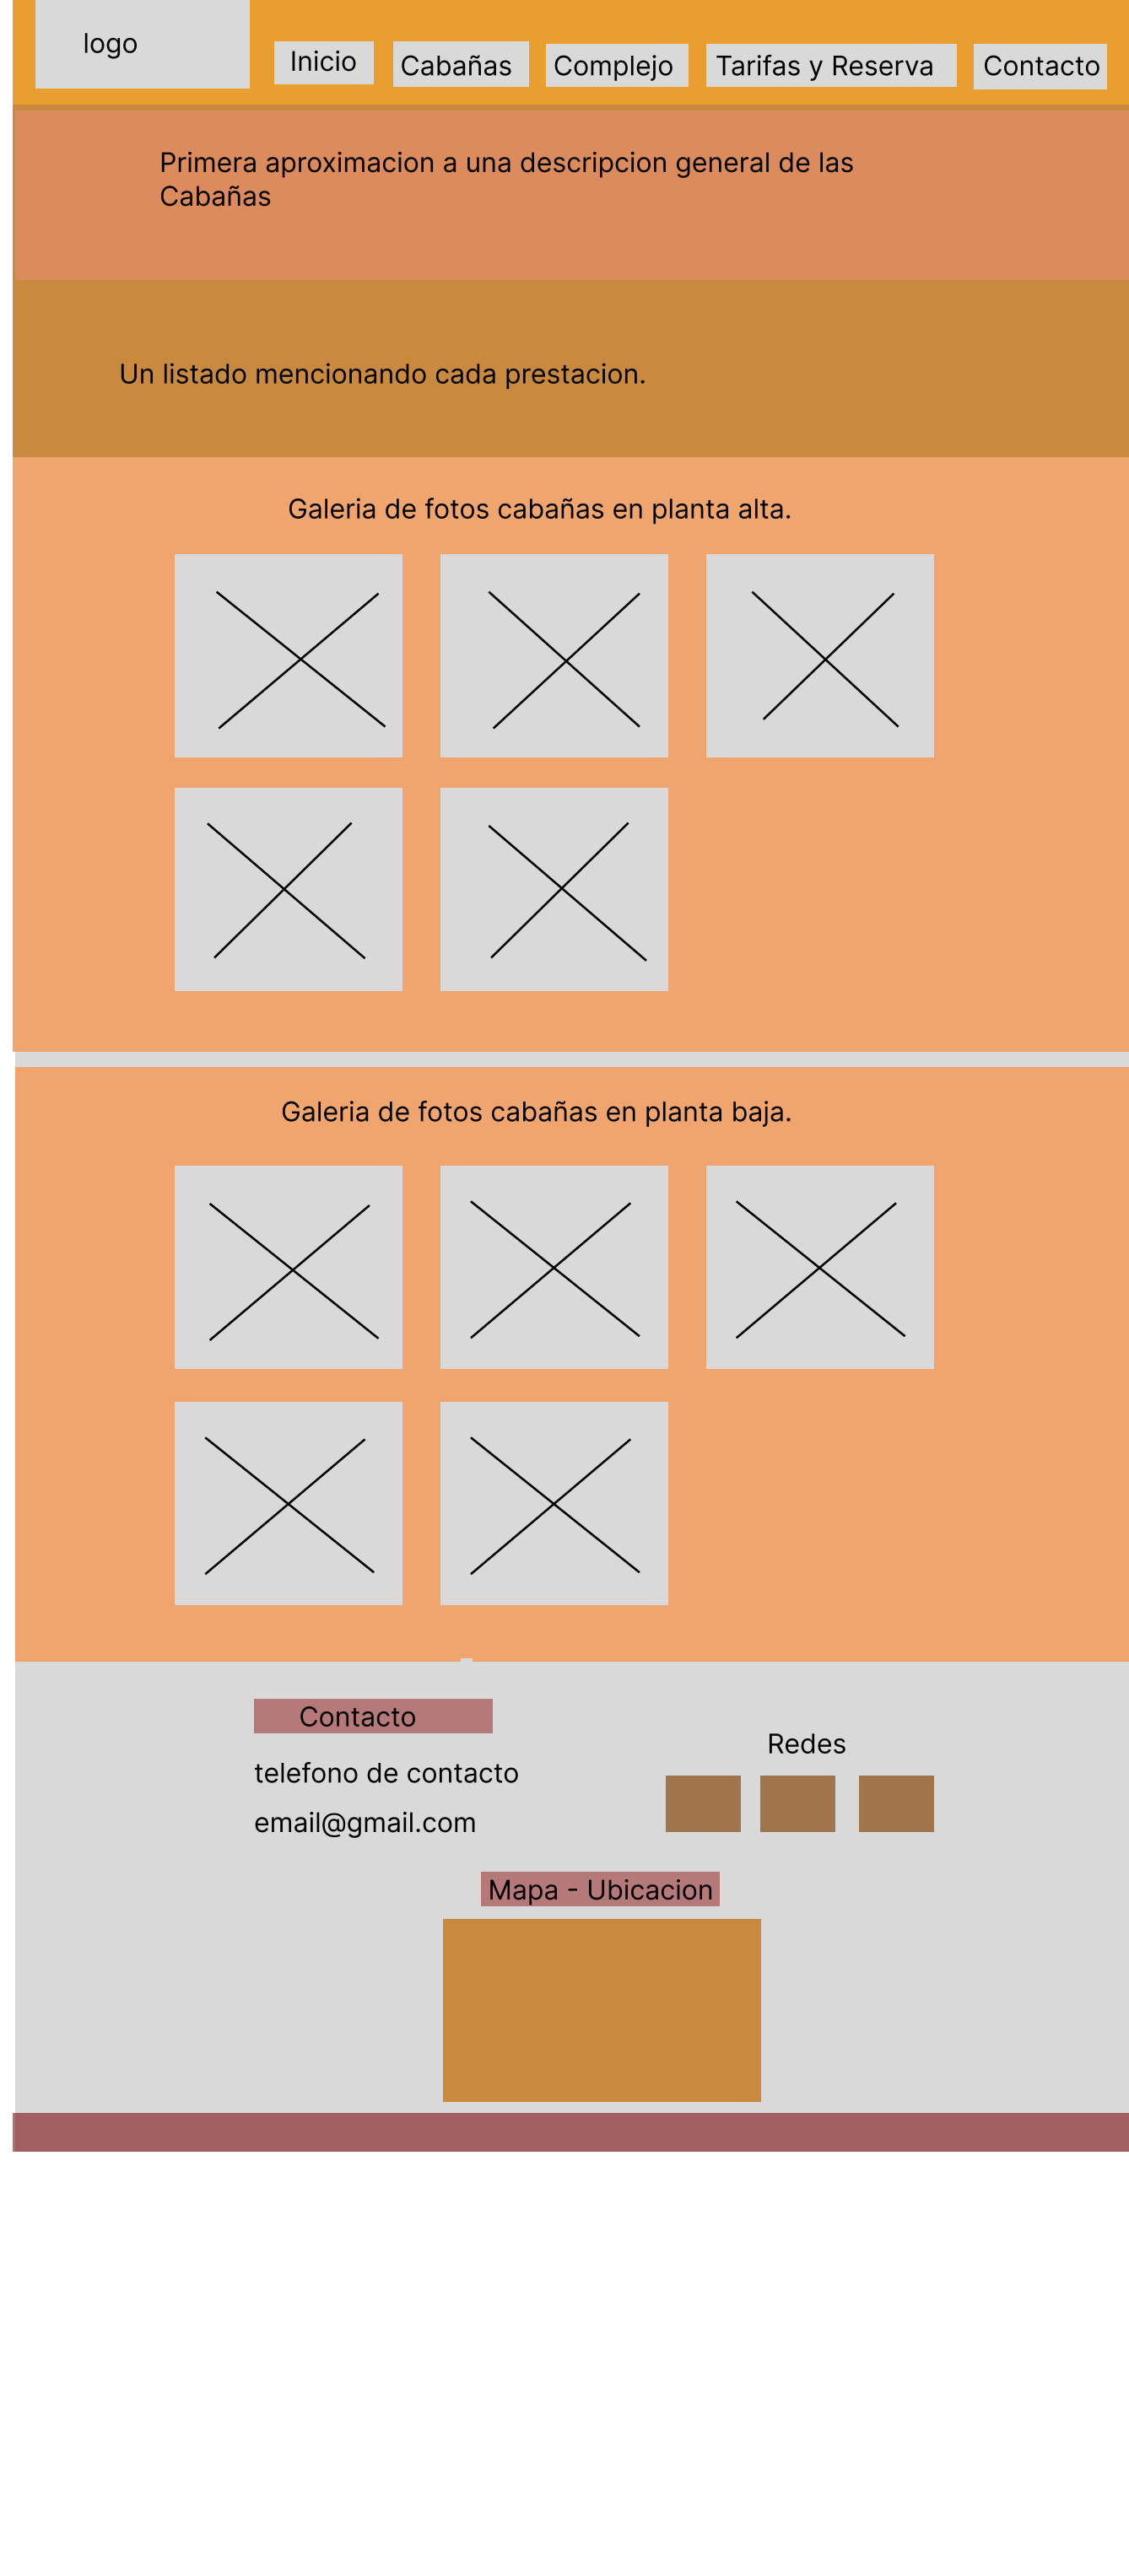 logo
Inicio
Cabañas
Complejo
Tarifas y Reserva
Contacto
Primera aproximacion a una descripcion general de las
Cabañas
Un listado mencionando cada prestacion.
Galeria de fotos cabañas en planta alta.
Galeria de fotos cabañas en planta baja.
Contacto
telefono de contacto
email@gmail.com
Redes
Mapa - Ubicacion